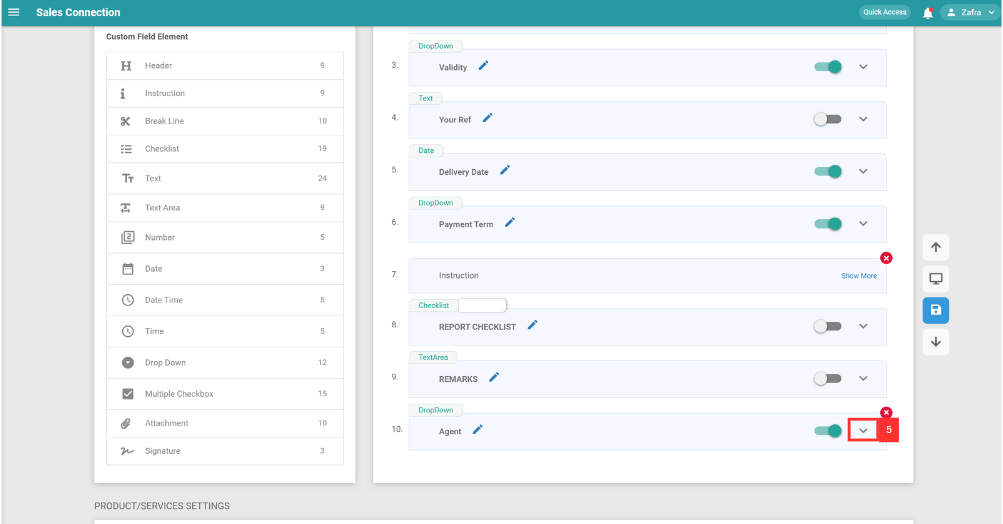 Sales Connection
Quick Access
Zafra
Custom Field Element
Header 9
Instruction 9
Break Line 10
Checklist 19
Text 24
Text Area 9
Number 5
Date 3
Date Time 5
Time 5
Drop Down 12
Multiple Checkbox 15
Attachment 10
Signature 3
DropDown
3. Validity
Text
4. Your Ref
Date
5. Delivery Date
DropDown
6. Payment Term
7. Instruction Show More
Checklist
8. REPORT CHECKLIST
TextArea
9. REMARKS
DropDown
10. Agent 5
PRODUCT/SERVICES SETTINGS